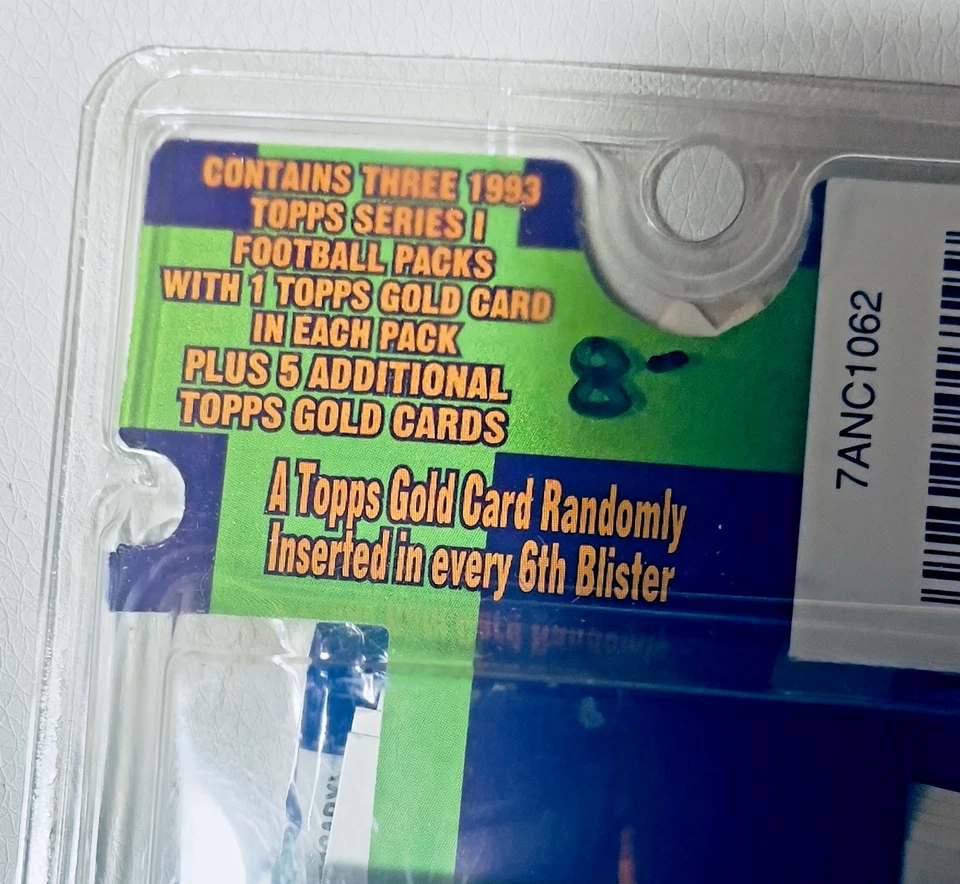 CONTAINS THREE 1993
TOPPS SERIES I
FOOTBALL PACKS
WITH 1 TOPPS GOLD CARD
IN EACH PACK
PLUS 5 ADDITIONAL
TOPPS GOLD CARDS
A Topps Gold Card Randomly
Inserted in every 6th Blister
7ANC1062